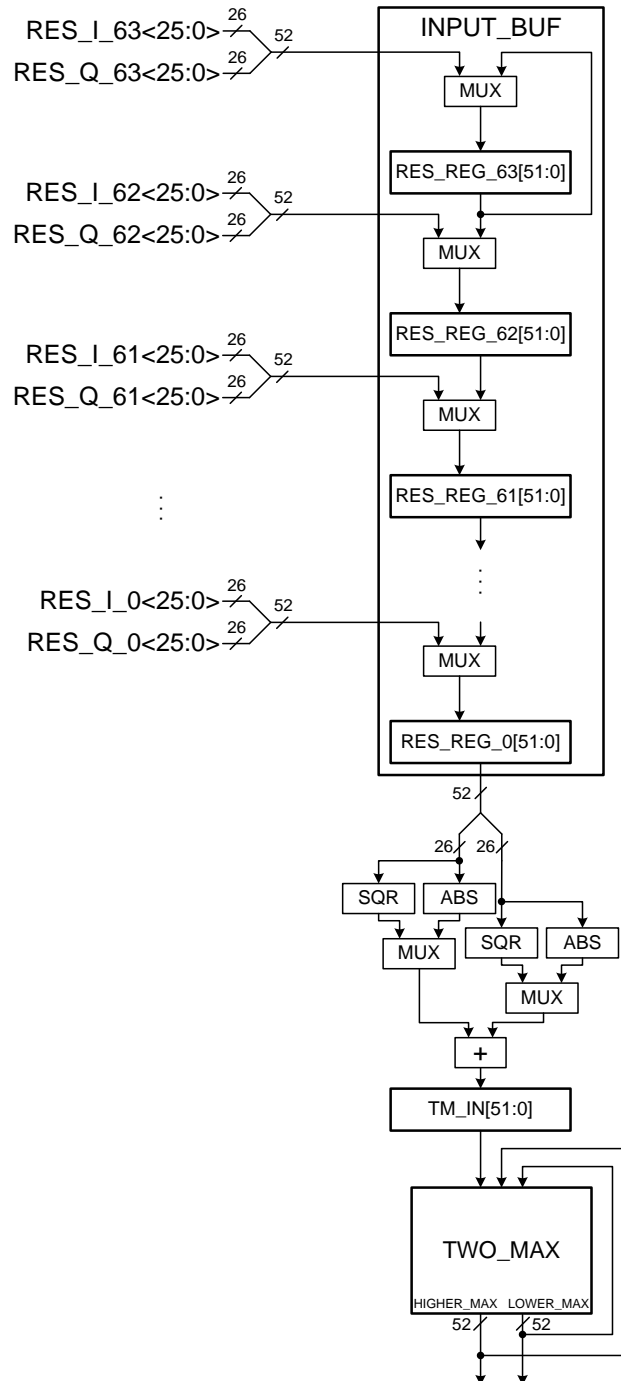 INPUT_BUF
RES_I_63<25:0> 26
52
RES_Q_63<25:0> 26
MUX
RES_REG_63[51:0]
RES_I_62<25:0> 26
52
RES_Q_62<25:0> 26
MUX
RES_REG_62[51:0]
RES_I_61<25:0> 26
52
RES_Q_61<25:0> 26
MUX
RES_REG_61[51:0]
RES_I_0<25:0> 26
52
RES_Q_0<25:0> 26
MUX
RES_REG_0[51:0]
52
26 26
SQR ABS
SQR ABS
MUX
MUX
+
TM_IN[51:0]
TWO_MAX
HIGHER_MAX LOWER_MAX
52 52